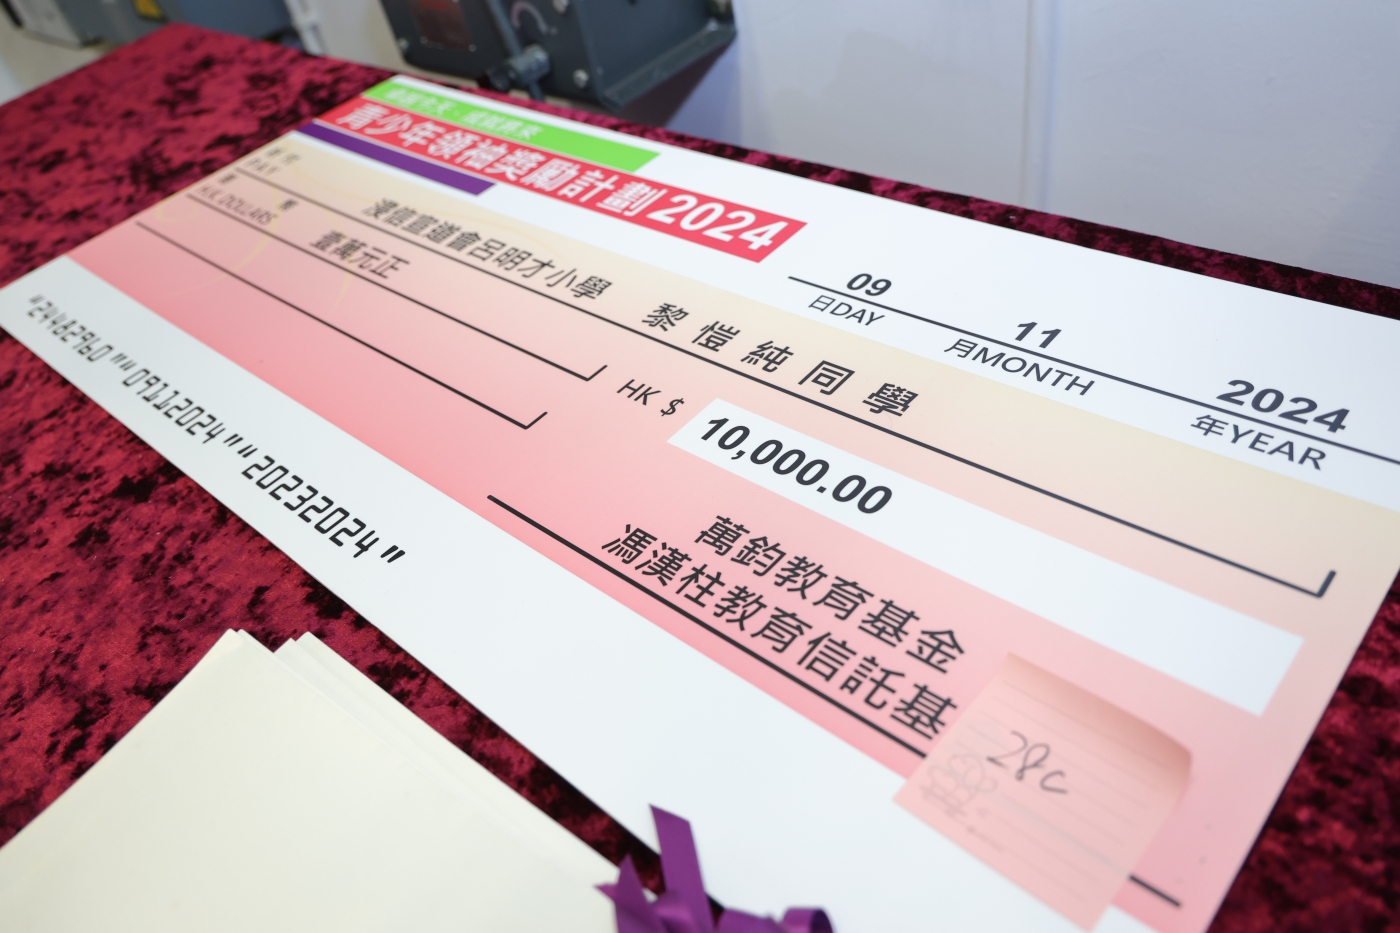 青少年領袖獎勵計劃2024
09
日DAY
11
月MONTH
2024
年YEAR
PAY
浸信宣道會呂明才小學 黎愷純同學
H.K. DOLLARS
壹萬元正
HK $
10,000.00
萬鈞教育基金
馮漢柱教育信託基
"2482960""09112024""20232024"
28c